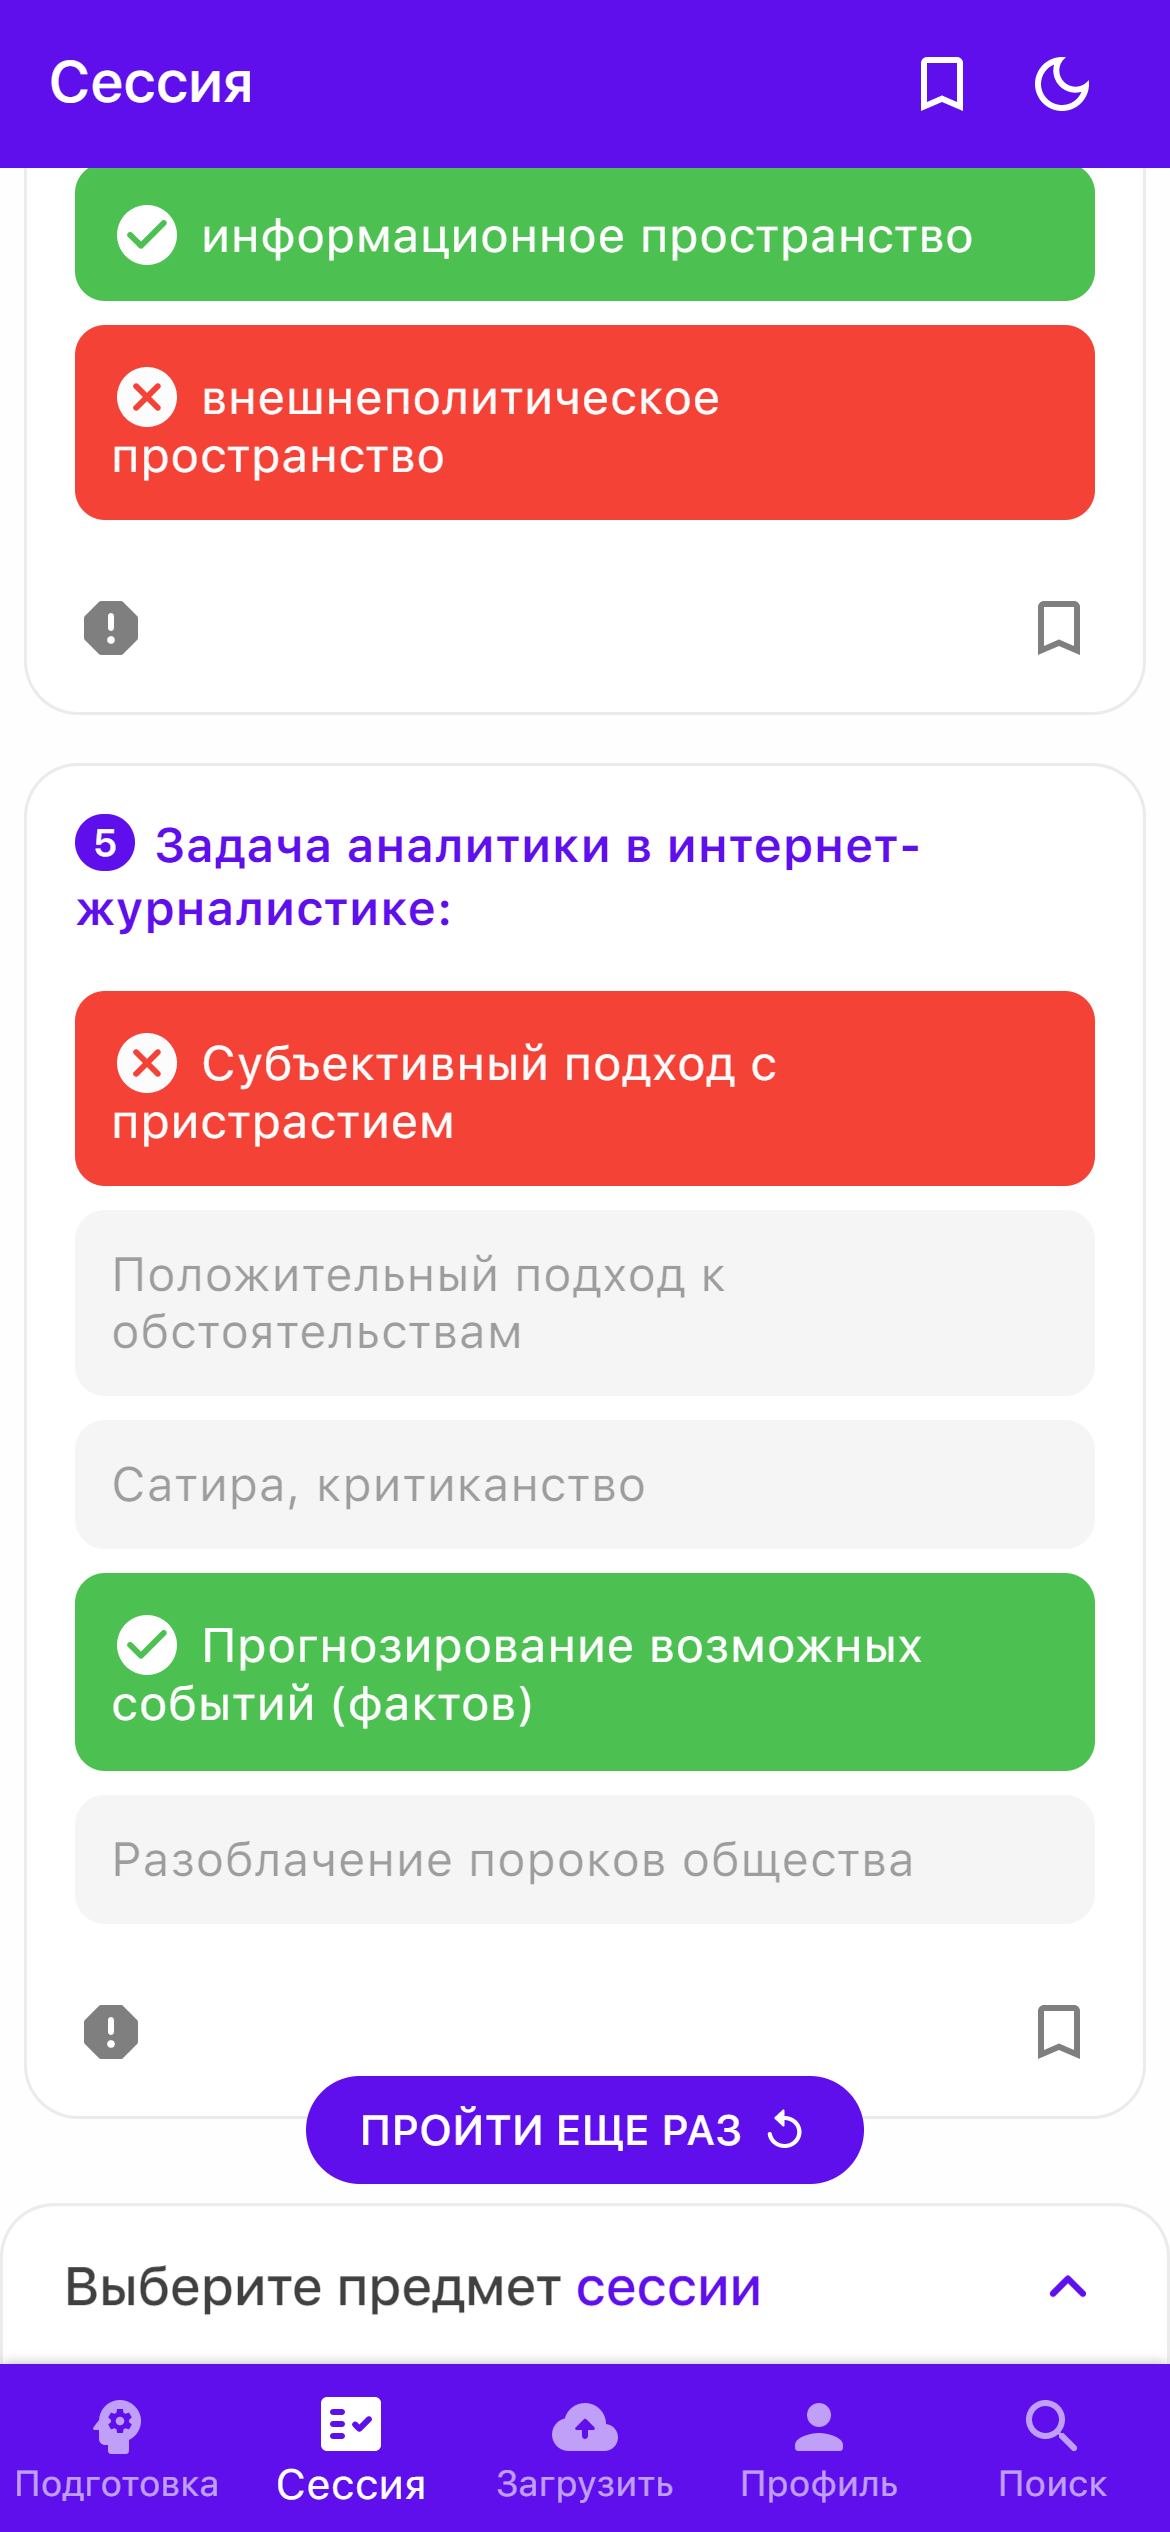 Сессия
информационное пространство
внешнеполитическое
пространство
5 Задача аналитики в интернет-
журналистике:
Субъективный подход с
пристрастием
Положительный подход к
обстоятельствам
Сатира, критиканство
Прогнозирование возможных
событий (фактов)
Разоблачение пороков общества
ПРОЙТИ ЕЩЕ РАЗ
Выберите предмет сессии
Подготовка
Сессия
Загрузить
Профиль
Поиск